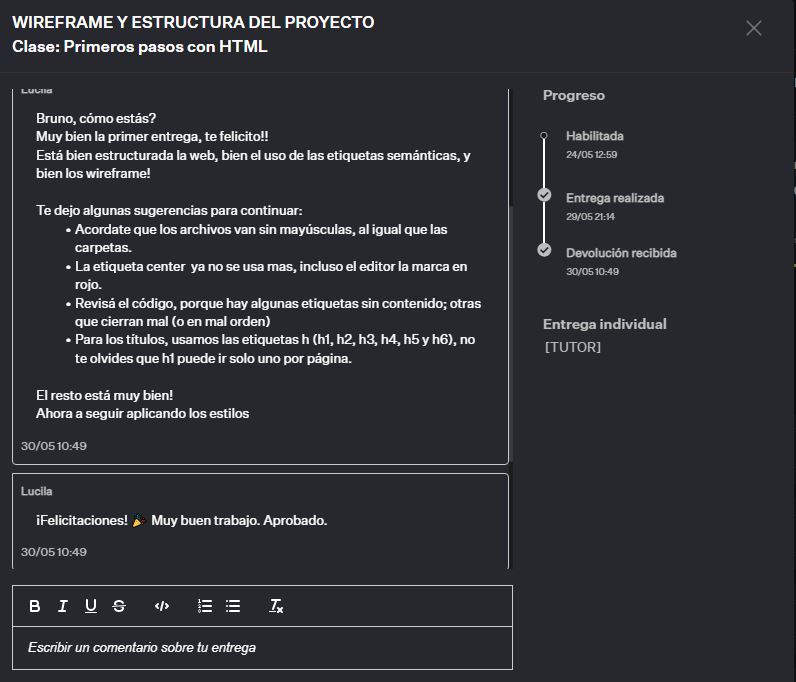 WIREFRAME Y ESTRUCTURA DEL PROYECTO
Clase: Primeros pasos con HTML
Lucila
Bruno, cómo estás?
Muy bien la primer entrega, te felicito!!
Está bien estructurada la web, bien el uso de las etiquetas semánticas, y
bien los wireframe!
Te dejo algunas sugerencias para continuar:
• Acordate que los archivos van sin mayúsculas, al igual que las
carpetas.
• La etiqueta center ya no se usa mas, incluso el editor la marca en
rojo.
• Revisá el código, porque hay algunas etiquetas sin contenido; otras
que cierran mal (o en mal orden)
• Para los títulos, usamos las etiquetas h (h1, h2, h3, h4, h5 y h6), no
te olvides que h1 puede ir solo uno por página.
El resto está muy bien!
Ahora a seguir aplicando los estilos
30/05 10:49
Lucila
¡Felicitaciones! 🎉 Muy buen trabajo. Aprobado.
30/05 10:49
B I U S </> Tx
Escribir un comentario sobre tu entrega
Progreso
Habilitada
24/05 12:59
Entrega realizada
29/05 21:14
Devolución recibida
30/05 10:49
Entrega individual
[TUTOR]